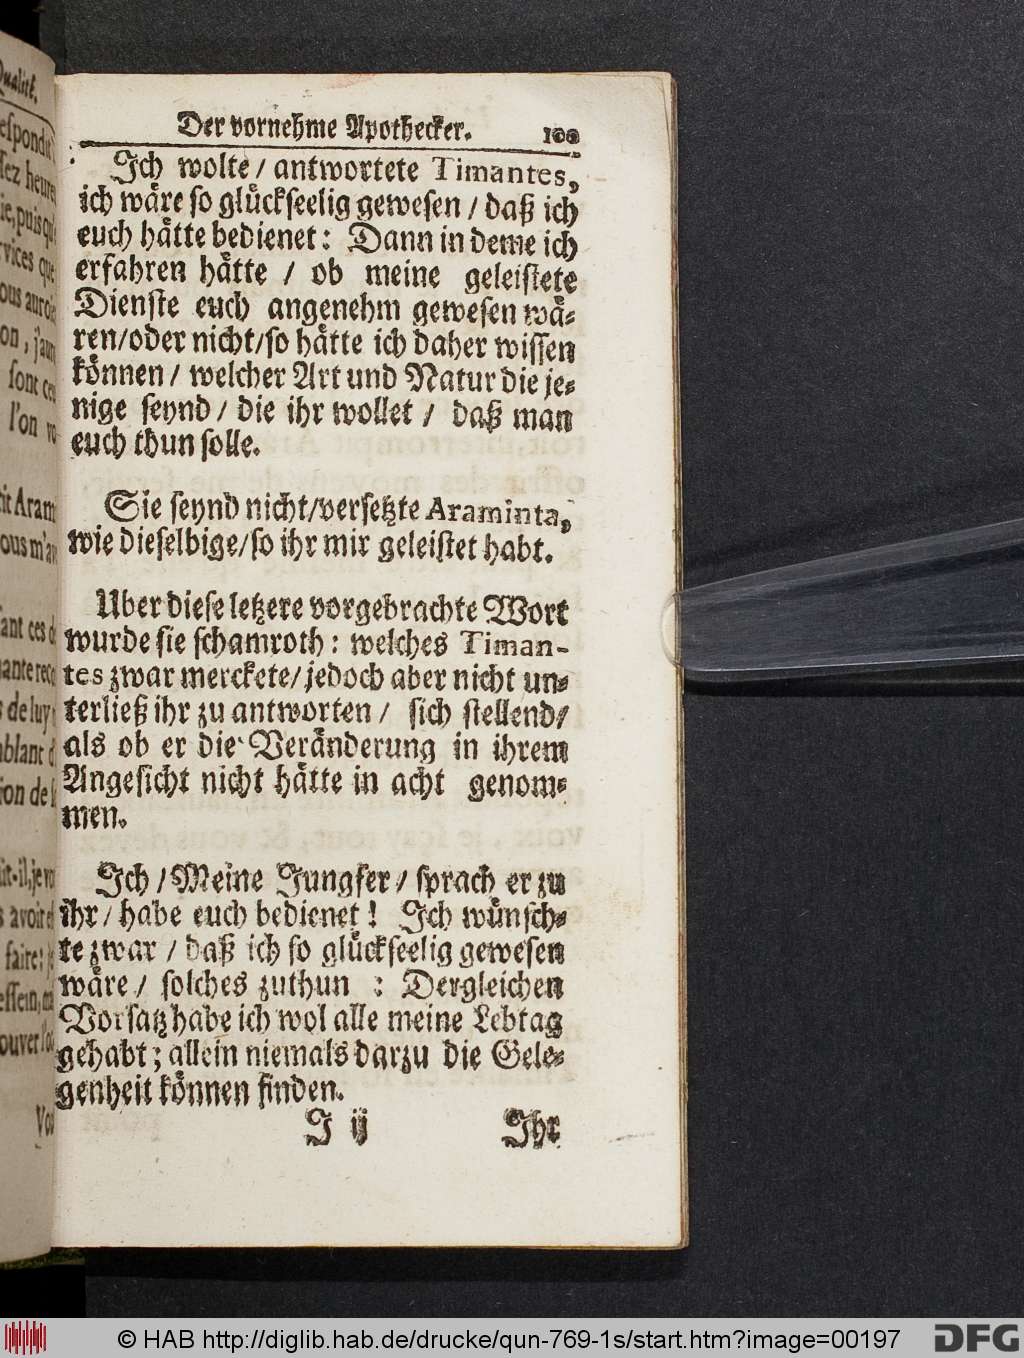 Der vornehme Apothecker. 100
Ich wolte / antwortete Timantes,
ich wäre so glückseelig gewesen / daß ich
euch hätte bedienet: Dann in deme ich
erfahren hätte / ob meine geleistete
Dienste euch angenehm gewesen wä-
ren/oder nicht/so hätte ich daher wissen
können / welcher Art und Natur die je-
nige seynd / die ihr wollet / daß man
euch thun solle.
Sie seynd nicht/versetzte Araminta,
wie dieselbige/so ihr mir geleistet habt.
Uber diese letzere vorgebrachte Wort
wurde sie schamroth: welches Timan-
tes zwar merckete/jedoch aber nicht un-
terließ ihr zu antworten / sich stellend/
als ob er die Veränderung in ihrem
Angesicht nicht hätte in acht genom-
men.
Ich / Meine Jungfer / sprach er zu
ihr / habe euch bedienet! Ich wünsch-
te zwar / daß ich so glückseelig gewesen
wäre / solches zuthun : Dergleichen
Vorsatz habe ich wol alle meine Lebtag
gehabt; allein niemals darzu die Gele-
genheit können finden.
J ij Ihr
© HAB http://diglib.hab.de/drucke/qun-769-1s/start.htm?image=00197
DFG